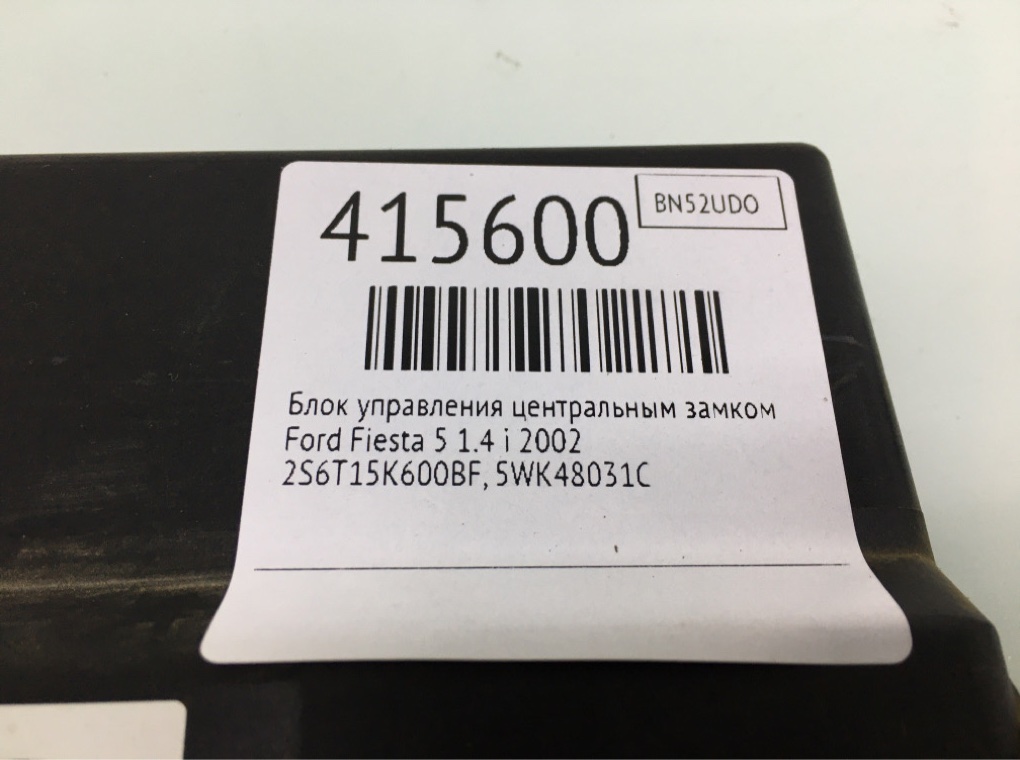 415600
BN52UDO
Блок управления центральным замком
Ford Fiesta 5 1.4 i 2002
2S6T15K600BF, 5WK48031C